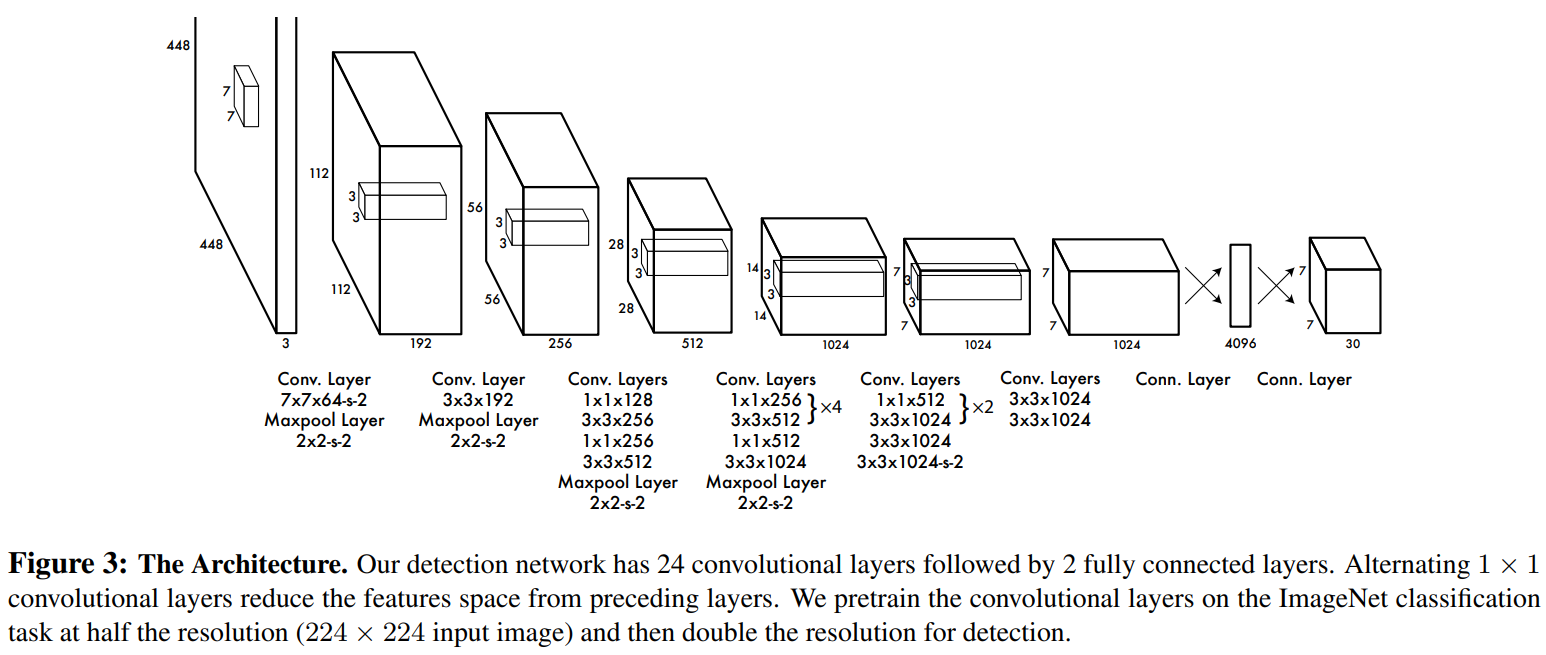 448
7
7
448
3
112
3
3
112
192
56
3
3
56
256
28
3
3
28
512
14
3
3
14
1024
7
3
3
7
1024
7
7
1024
4096
7
7
30
Conv. Layer
7x7x64-s-2
Maxpool Layer
2x2-s-2
Conv. Layer
3x3x192
Maxpool Layer
2x2-s-2
Conv. Layers
1x1x128
3x3x256
1x1x256
3x3x512
Maxpool Layer
2x2-s-2
Conv. Layers
1x1x256
3x3x512
}×4
1x1x512
3x3x1024
Maxpool Layer
2x2-s-2
Conv. Layers
1x1x512
3x3x1024
}×2
3x3x1024
3x3x1024-s-2
Conv. Layers
3x3x1024
3x3x1024
Conn. Layer
Conn. Layer
Figure 3: The Architecture. Our detection network has 24 convolutional layers followed by 2 fully connected layers. Alternating 1 × 1
convolutional layers reduce the features space from preceding layers. We pretrain the convolutional layers on the ImageNet classification
task at half the resolution (224 × 224 input image) and then double the resolution for detection.